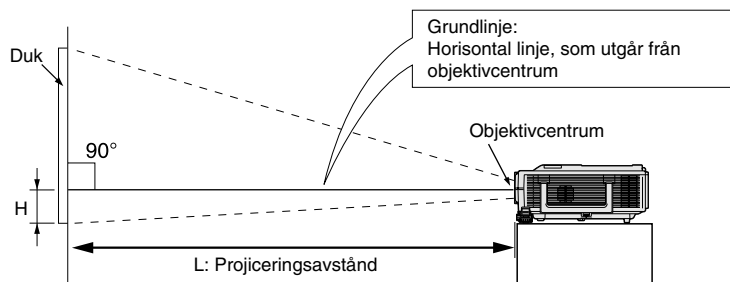 Grundlinje:
Horisontal linje, som utgår från
objektivcentrum
Duk
Objektivcentrum
90°
H
L: Projiceringsavstånd